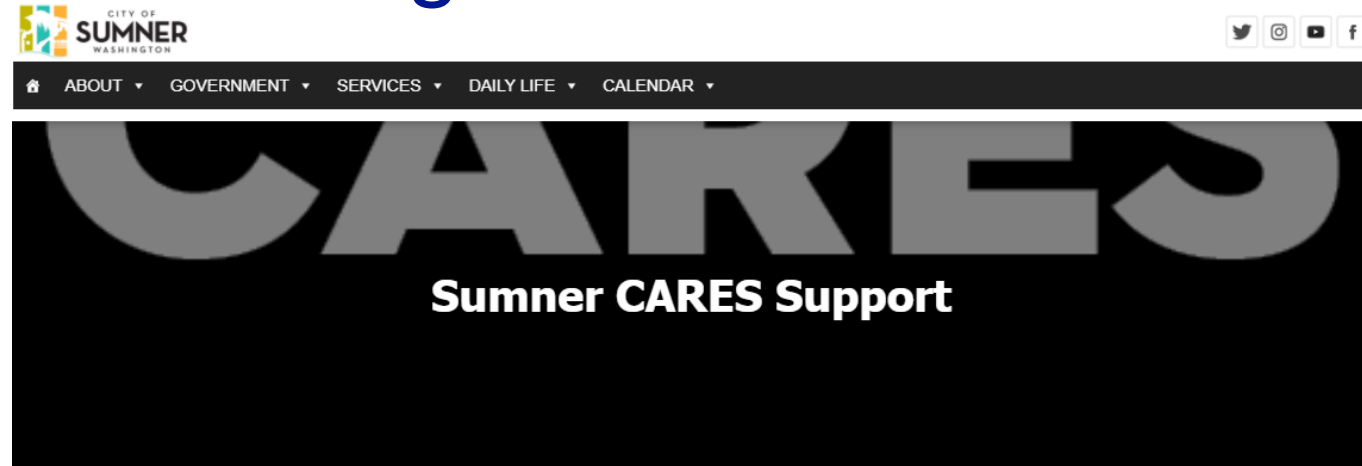 CITY OF
SUMNER
WASHINGTON
ABOUT GOVERNMENT SERVICES DAILY LIFE CALENDAR
CARES
Sumner CARES Support